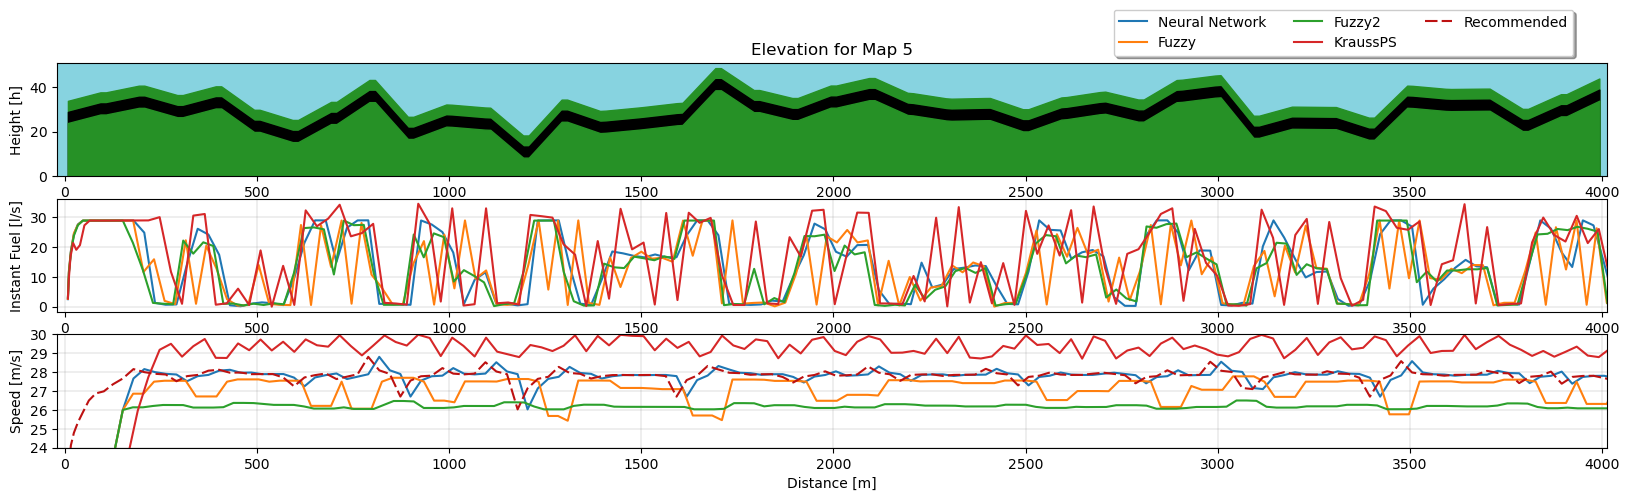 Neural Network
Fuzzy
Fuzzy2
KraussPS
Recommended
Elevation for Map 5
Height [h]
40
20
0
0 500 1000 1500 2000 2500 3000 3500 4000
Instant Fuel [l/s]
30
20
10
0
0 500 1000 1500 2000 2500 3000 3500 4000
Speed [m/s]
30
29
28
27
26
25
24
0 500 1000 1500 2000 2500 3000 3500 4000
Distance [m]